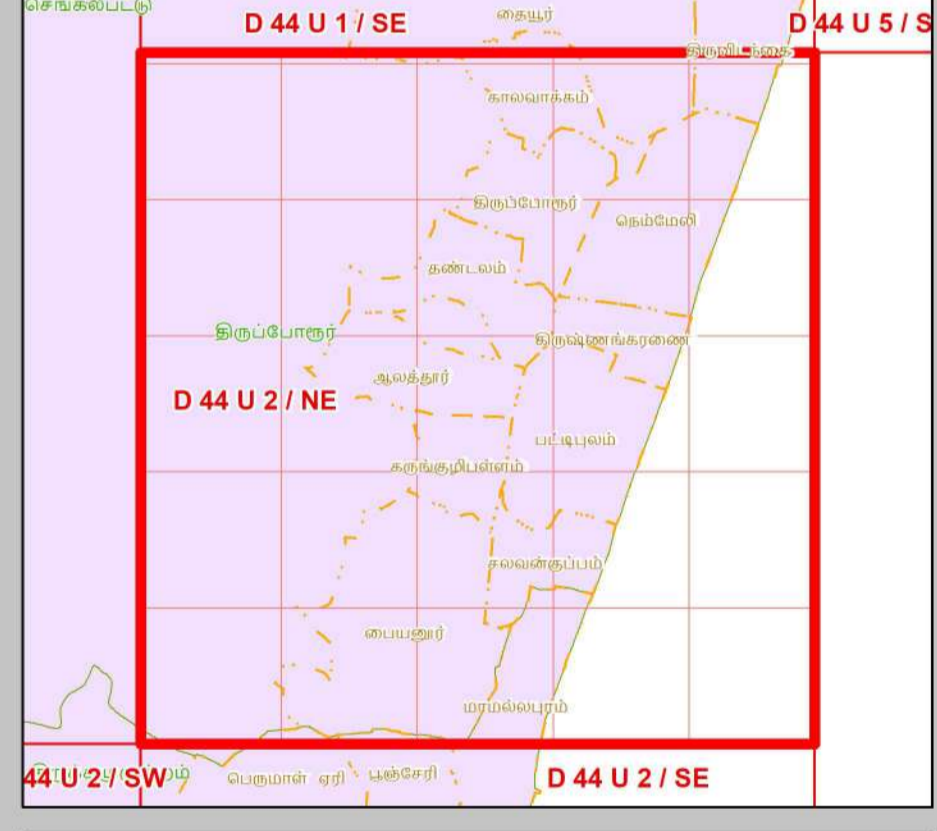 செங்கல்பட்டு
D 44 U 1 / SE
தையூர்
D 44 U 5 / S
திருவிடந்தை
காலவாக்கம்
திருப்போரூர்
நெம்மேலி
தண்டலம்
திருப்போரூர்
கிருஷ்ணங்கரணை
ஆலத்தூர்
D 44 U 2 / NE
பட்டிபுலம்
கருங்குழிபள்ளம்
சலவன்குப்பம்
பையனூர்
மாமல்லபுரம்
44 U 2 / SW
பெருமாள் ஏரி
பூஞ்சேரி
D 44 U 2 / SE